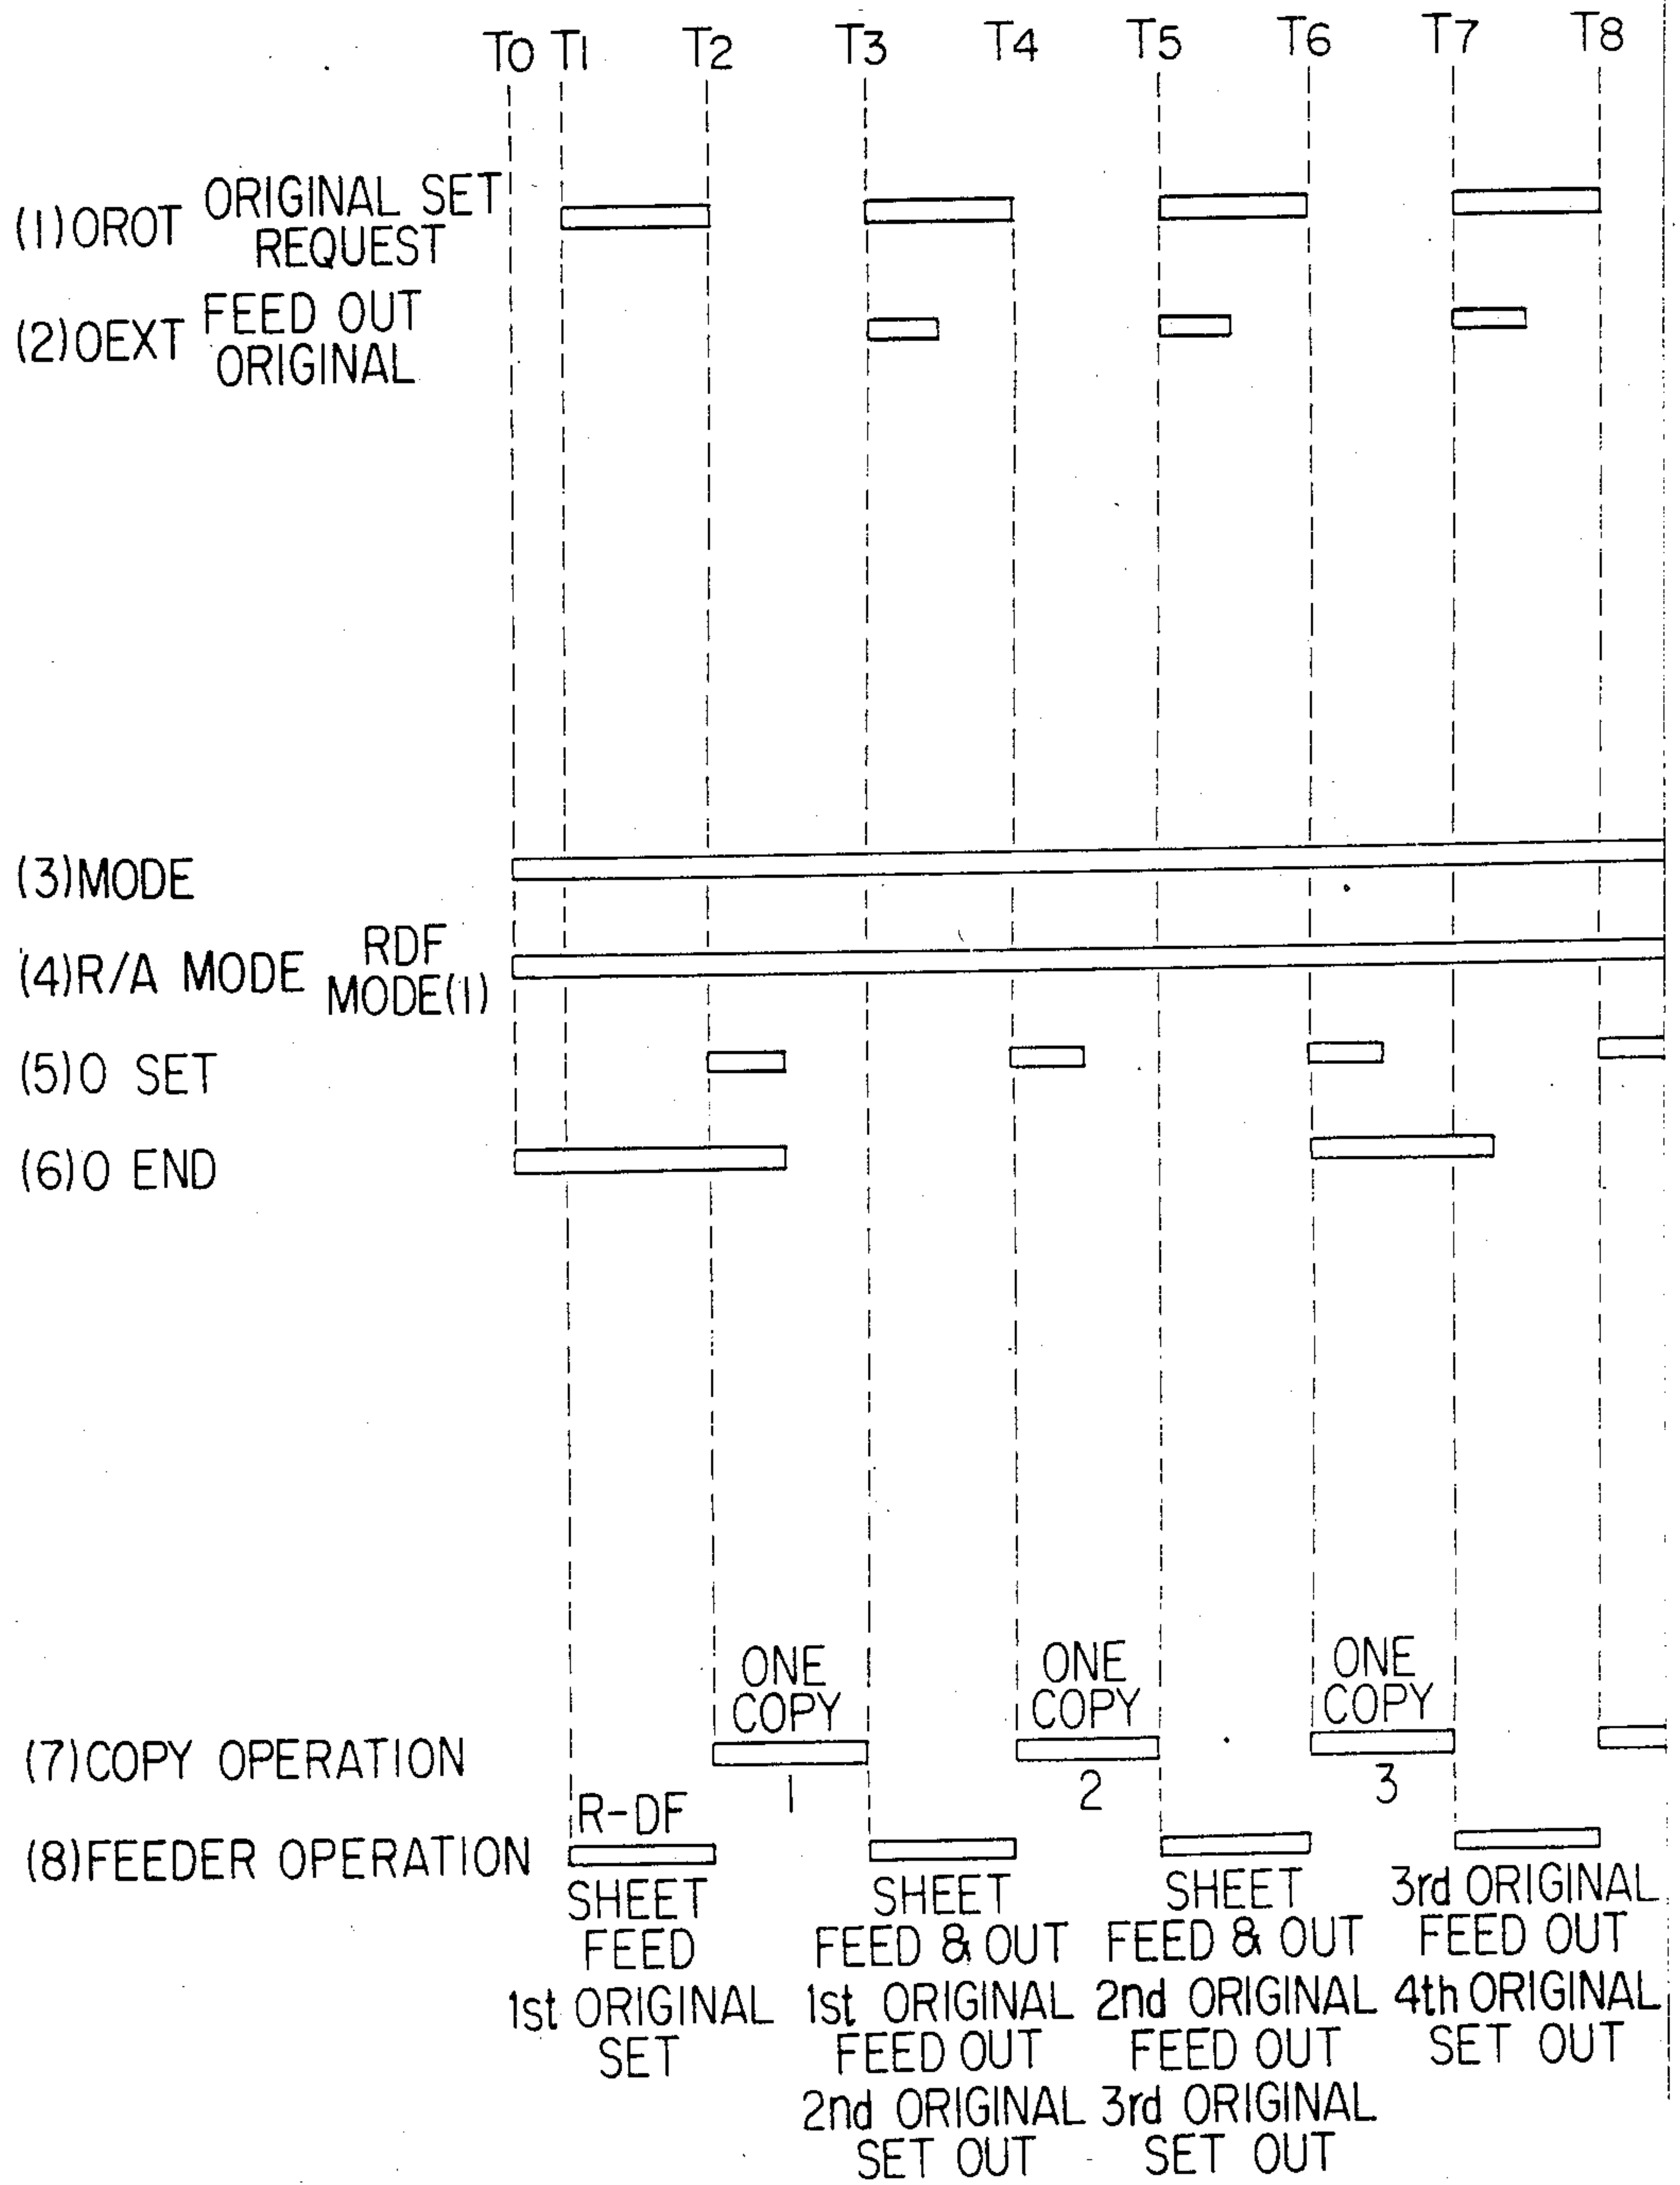 T0 T1 T2 T3 T4 T5 T6 T7 T8
(1)OROT ORIGINAL SET
REQUEST
(2)OEXT FEED OUT
ORIGINAL
(3)MODE
(4)R/A MODE RDF
MODE(1)
(5)O SET
(6)O END
ONE
COPY
ONE
COPY
ONE
COPY
(7)COPY OPERATION
1 2 3
R-DF
(8)FEEDER OPERATION
SHEET
FEED
1st ORIGINAL
SET
SHEET
FEED & OUT
1st ORIGINAL
FEED OUT
2nd ORIGINAL
SET OUT
SHEET
FEED & OUT
2nd ORIGINAL
FEED OUT
3rd ORIGINAL
SET OUT
3rd ORIGINAL
FEED OUT
4th ORIGINAL
SET OUT